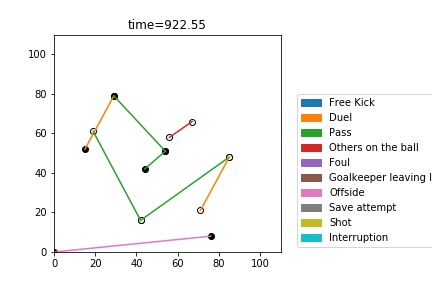 time=922.55
100
80
60
40
20
0
0 20 40 60 80 100
Free Kick
Duel
Pass
Others on the ball
Foul
Goalkeeper leaving l
Offside
Save attempt
Shot
Interruption